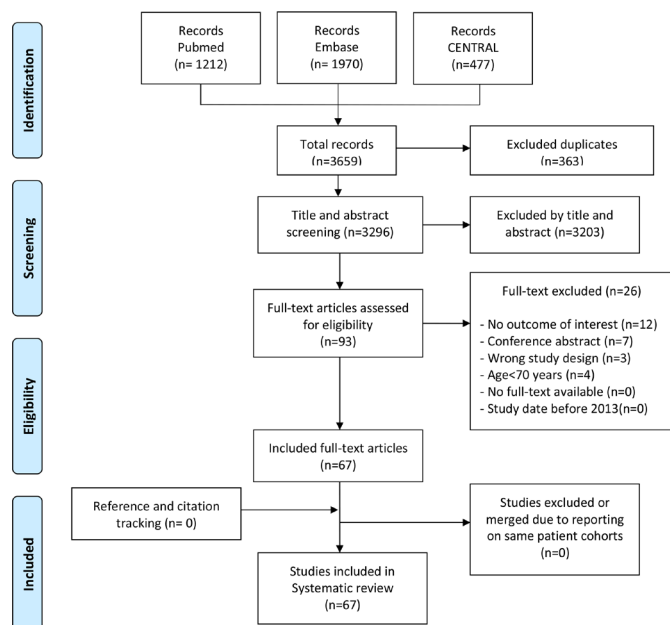 Identification
Records
Pubmed
(n= 1212)
Records
Embase
(n= 1970)
Records
CENTRAL
(n=477)
Total records
(n=3659)
Excluded duplicates
(n=363)
Screening
Title and abstract
screening (n=3296)
Excluded by title and
abstract (n=3203)
Full-text articles assessed
for eligibility
(n=93)
Full-text excluded (n=26)
- No outcome of interest (n=12)
- Conference abstract (n=7)
- Wrong study design (n=3)
- Age<70 years (n=4)
- No full-text available (n=0)
- Study date before 2013(n=0)
Eligibility
Included full-text articles
(n=67)
Included
Reference and citation
tracking (n= 0)
Studies excluded or
merged due to reporting
on same patient cohorts
(n=0)
Studies included in
Systematic review
(n=67)